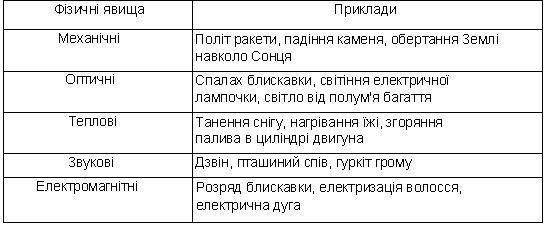 Фізичні явища Приклади
Механічні Політ ракети, падіння каменя, обертання Землі
навколо Сонця
Оптичні Спалах блискавки, світіння електричної
лампочки, світло від полум'я багаття
Теплові Танення снігу, нагрівання їжі, згоряння
палива в циліндрі двигуна
Звукові Дзвін, пташиний спів, гуркіт грому
Електромагнітні Розряд блискавки, електризація волосся,
електрична дуга